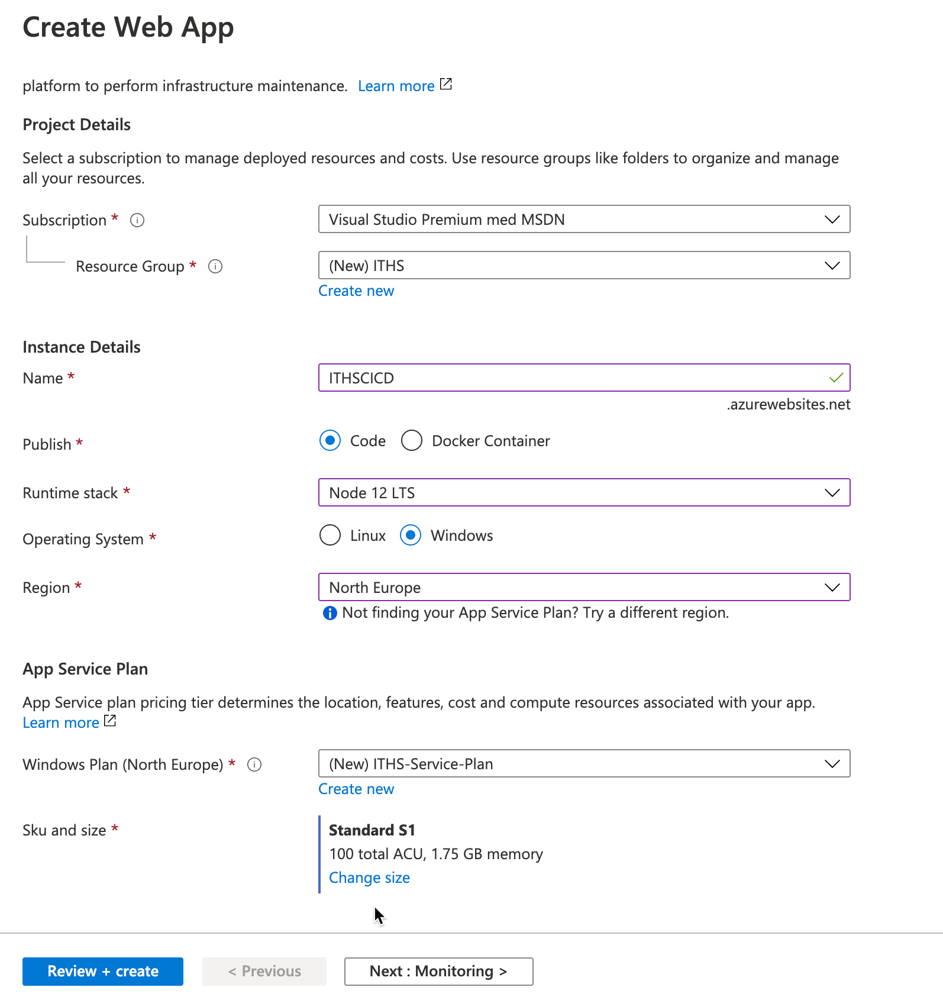 Create Web App
platform to perform infrastructure maintenance. Learn more
Project Details
Select a subscription to manage deployed resources and costs. Use resource groups like folders to organize and manage
all your resources.
Subscription *
Visual Studio Premium med MSDN
Resource Group *
(New) ITHS
Create new
Instance Details
Name *
ITHSCICD
.azurewebsites.net
Publish *
Code Docker Container
Runtime stack *
Node 12 LTS
Operating System *
Linux Windows
Region *
North Europe
Not finding your App Service Plan? Try a different region.
App Service Plan
App Service plan pricing tier determines the location, features, cost and compute resources associated with your app.
Learn more
Windows Plan (North Europe) *
(New) ITHS-Service-Plan
Create new
Sku and size *
Standard S1
100 total ACU, 1.75 GB memory
Change size
Review + create
< Previous
Next : Monitoring >